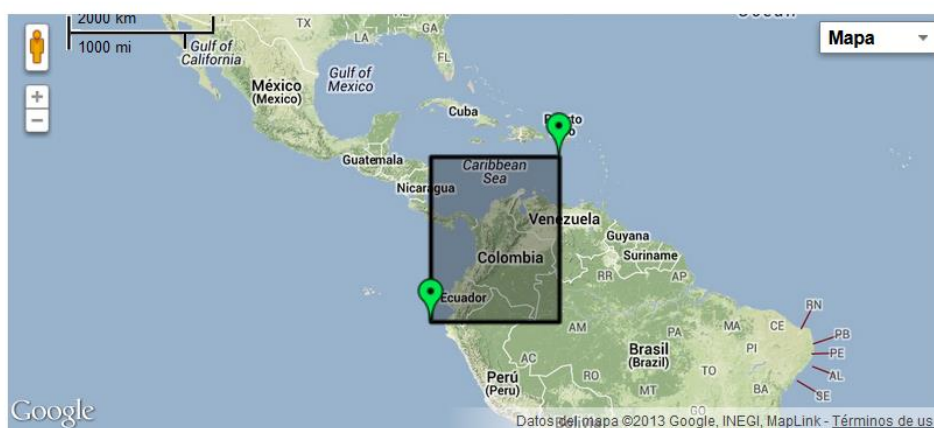 2000 km
1000 mi
TX
LA
GA
FL
Mapa
Gulf of
California
México
(Mexico)
Gulf of
Mexico
Cuba
Guatemala
Nicaragua
Caribbean
Sea
Venezuela
Guyana
Suriname
Colombia
Ecuador
RR
AP
AM
PA
MA
CE
RN
PB
PE
AL
SE
PI
TO
BA
AC
RO
MT
GO
Brasil
(Brazil)
Perú
(Peru)
Google
Datos del mapa ©2013 Google, INEGI, MapLink - Términos de us